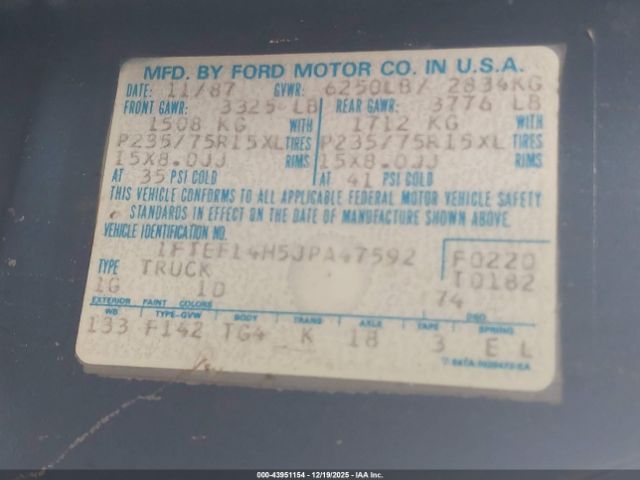 MFD. BY FORD MOTOR CO. IN U.S.A.
DATE: 11/87 GVWR: 6250LB/ 2834KG
FRONT GAWR: 3325 LB REAR GAWR: 3776 LB
1508 KG WITH 1712 KG WITH
P235/75R15XL TIRES P235/75R15XL TIRES
15X8.0JJ RIMS 15X8.0JJ RIMS
AT 35 PSI COLD AT 41 PSI COLD
THIS VEHICLE CONFORMS TO ALL APPLICABLE FEDERAL MOTOR VEHICLE SAFETY
STANDARDS IN EFFECT ON THE DATE OF MANUFACTURE SHOWN ABOVE.
VEHICLE IDENTIFICATION NO.
1FTEF14H5JPA47592 F0220
TYPE TRUCK T0182
1G 1D 74
EXTERIOR PAINT COLORS DSO
WB TYPE-GVW BODY TRANS AXLE TAPE SPRING
133 F142 TG4 K 18 3 E L
000-43951154 - 12/19/2025 - IAA Inc.